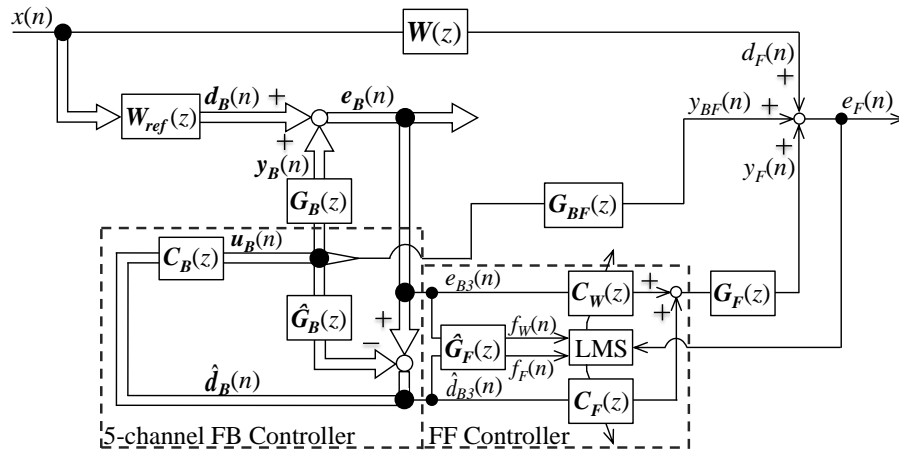 x(n)
W(z)
d_F(n)
+
W_ref(z)
d_B(n)
+
e_B(n)
y_BF(n)
+
e_F(n)
+
y_B(n)
+
y_F(n)
G_B(z)
G_BF(z)
C_B(z)
u_B(n)
e_B3(n)
C_W(z)
+
+
G_F(z)
Ĝ_B(z)
+
−
Ĝ_F(z)
f_W(n)
f_F(n)
LMS
d̂_B(n)
d̂_B3(n)
C_F(z)
5-channel FB Controller
FF Controller